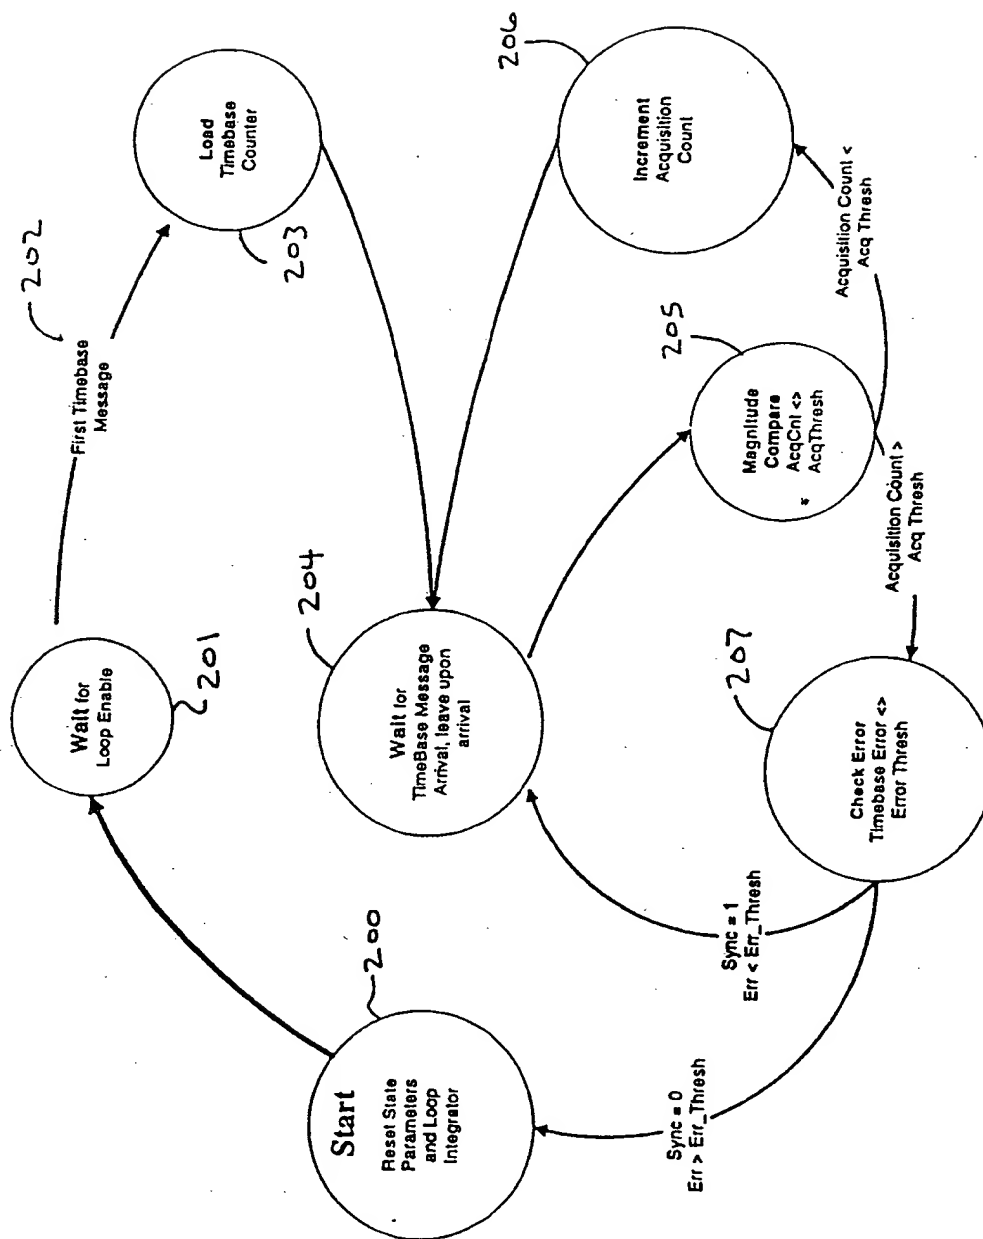 Start
Reset State
Parameters
and Loop
Integrator
200
Wait for
Loop Enable
201
First Timebase
Message
202
Load
Timebase
Counter
203
Wait for
TimeBase Message
Arrival, leave upon
arrival
204
Magnitude
Compare
AcqCnt <>
AcqThresh
*
205
Acquisition Count <
Acq Thresh
Increment
Acquisition
Count
206
Acquisition Count >
Acq Thresh
Check Error
Timebase Error <>
Error Thresh
207
Sync = 1
Err < Err_Thresh
Sync = 0
Err > Err_Thresh